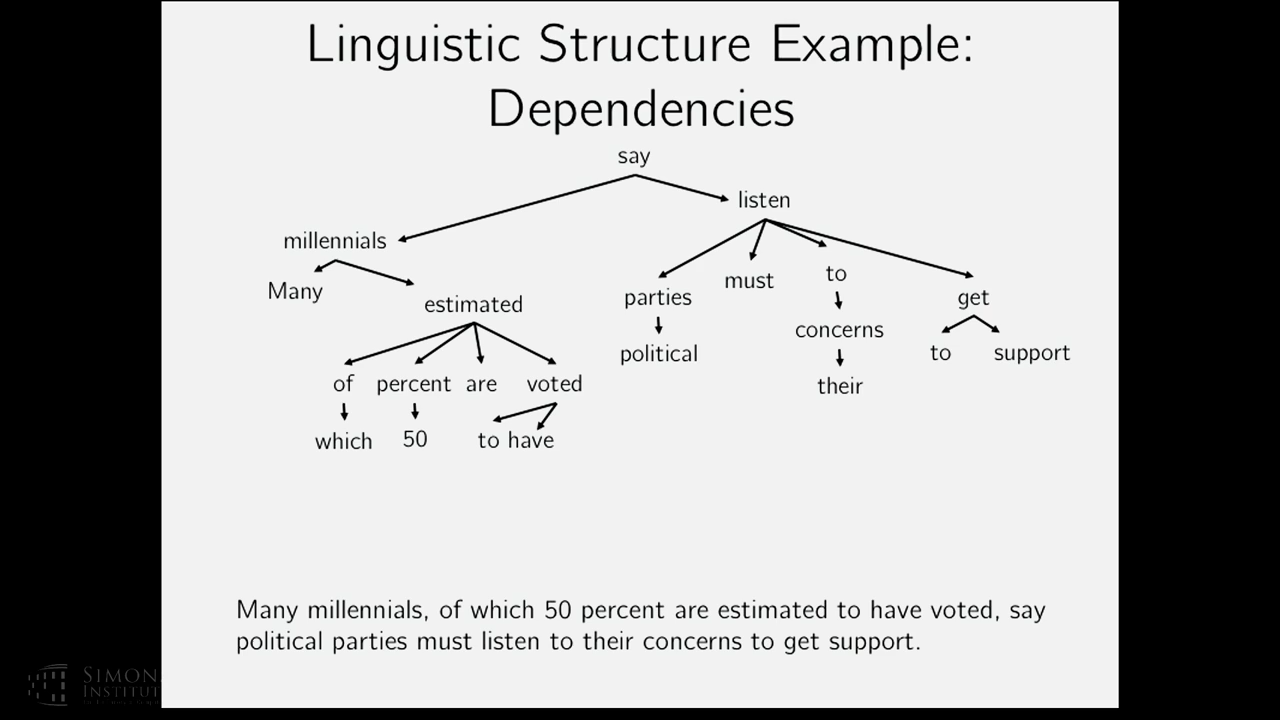 Linguistic Structure Example:
Dependencies
say
listen
millennials
Many
estimated
parties
must
to
get
political
concerns
to
support
their
of
percent
are
voted
which
50
to
have
Many millennials, of which 50 percent are estimated to have voted, say
political parties must listen to their concerns to get support.
SIMON
INSTITU